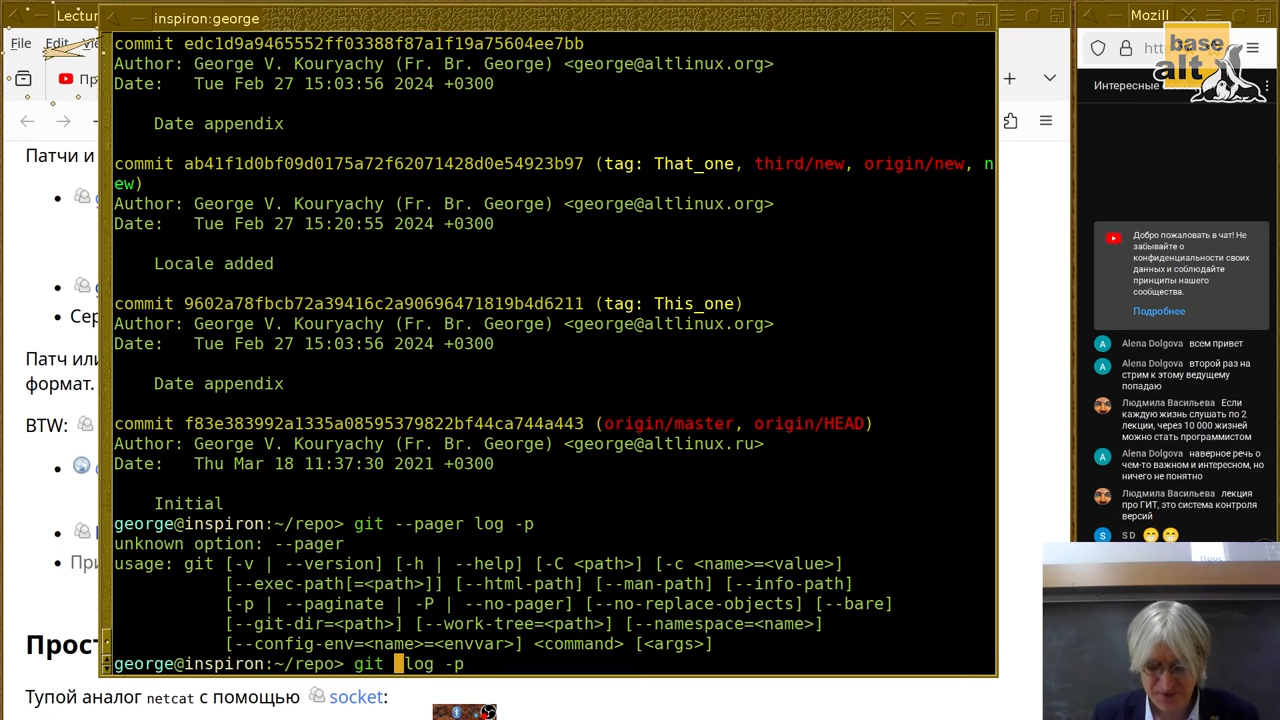 Lectur
inspiron:george
Mozill
File Edit Vi
base
alt
Пр
htt
Интересные
Патчи и
Сер
Патч или
формат.
BTW:
При
Прост
Тупой аналог netcat с помощью socket:
commit edc1d9a9465552ff03388f87a1f19a75604ee7bb
Author: George V. Kouryachy (Fr. Br. George) <george@altlinux.org>
Date:   Tue Feb 27 15:03:56 2024 +0300
Date appendix
commit ab41f1d0bf09d0175a72f62071428d0e54923b97 (tag: That_one, third/new, origin/new, n
ew)
Author: George V. Kouryachy (Fr. Br. George) <george@altlinux.org>
Date:   Tue Feb 27 15:20:55 2024 +0300
Locale added
commit 9602a78fbcb72a39416c2a90696471819b4d6211 (tag: This_one)
Author: George V. Kouryachy (Fr. Br. George) <george@altlinux.org>
Date:   Tue Feb 27 15:03:56 2024 +0300
Date appendix
commit f83e383992a1335a08595379822bf44ca744a443 (origin/master, origin/HEAD)
Author: George V. Kouryachy (Fr. Br. George) <george@altlinux.ru>
Date:   Thu Mar 18 11:37:30 2021 +0300
Initial
george@inspiron:~/repo> git --pager log -p
unknown option: --pager
usage: git [-v | --version] [-h | --help] [-C <path>] [-c <name>=<value>]
[--exec-path[=<path>]] [--html-path] [--man-path] [--info-path]
[-p | --paginate | -P | --no-pager] [--no-replace-objects] [--bare]
[--git-dir=<path>] [--work-tree=<path>] [--namespace=<name>]
[--config-env=<name>=<envvar>] <command> [<args>]
george@inspiron:~/repo> git log -p
Добро пожаловать в чат! Не
забывайте о
конфиденциальности своих
данных и соблюдайте
принципы нашего
сообщества.
Подробнее
A Alena Dolgova всем привет
A Alena Dolgova второй раз на
стрим к этому ведущему
попадаю
Людмила Васильева Если
каждую жизнь слушать по 2
лекции, через 10 000 жизней
можно стать программистом
A Alena Dolgova наверное речь о
чем-то важном и интересном, но
ничего не понятно
Людмила Васильева лекция
про ГИТ, это система контроля
версий
S S D